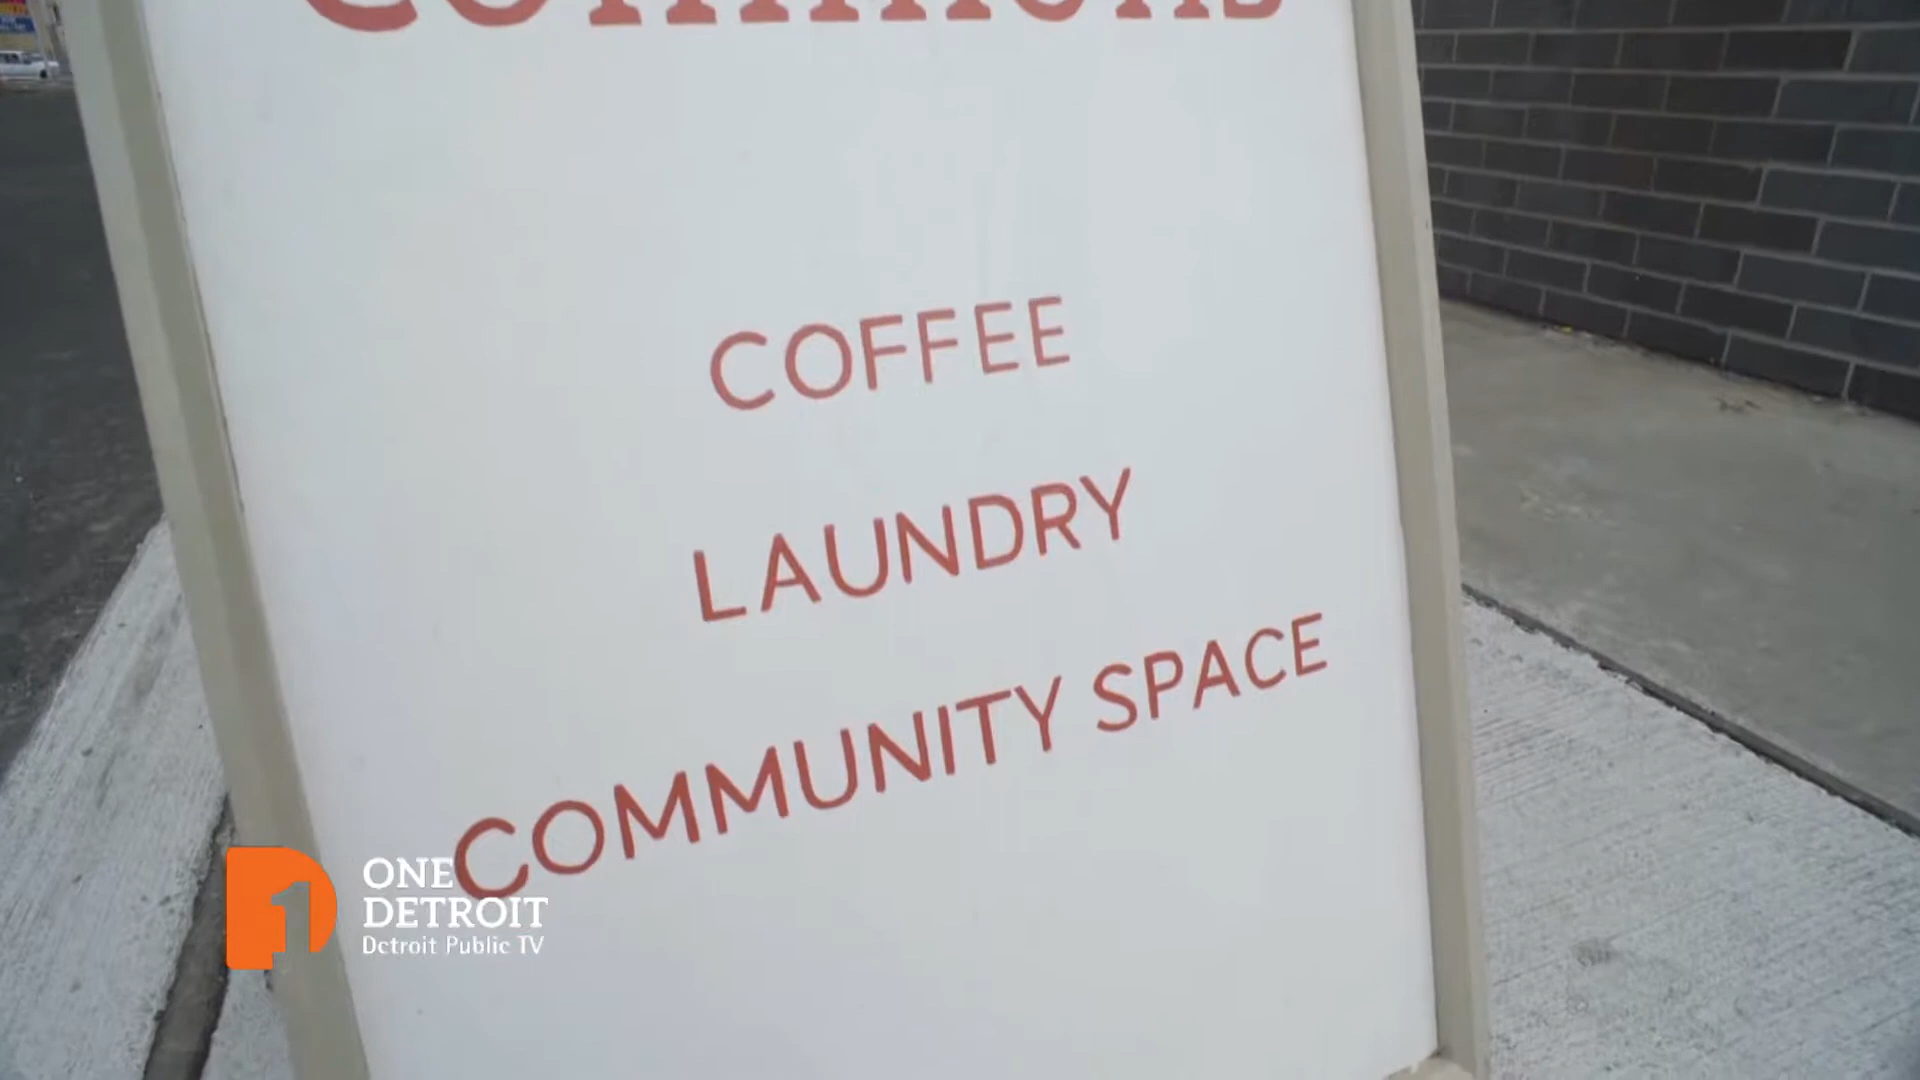 COMMONS
COFFEE
LAUNDRY
COMMUNITY SPACE
ONE
DETROIT
Detroit Public TV